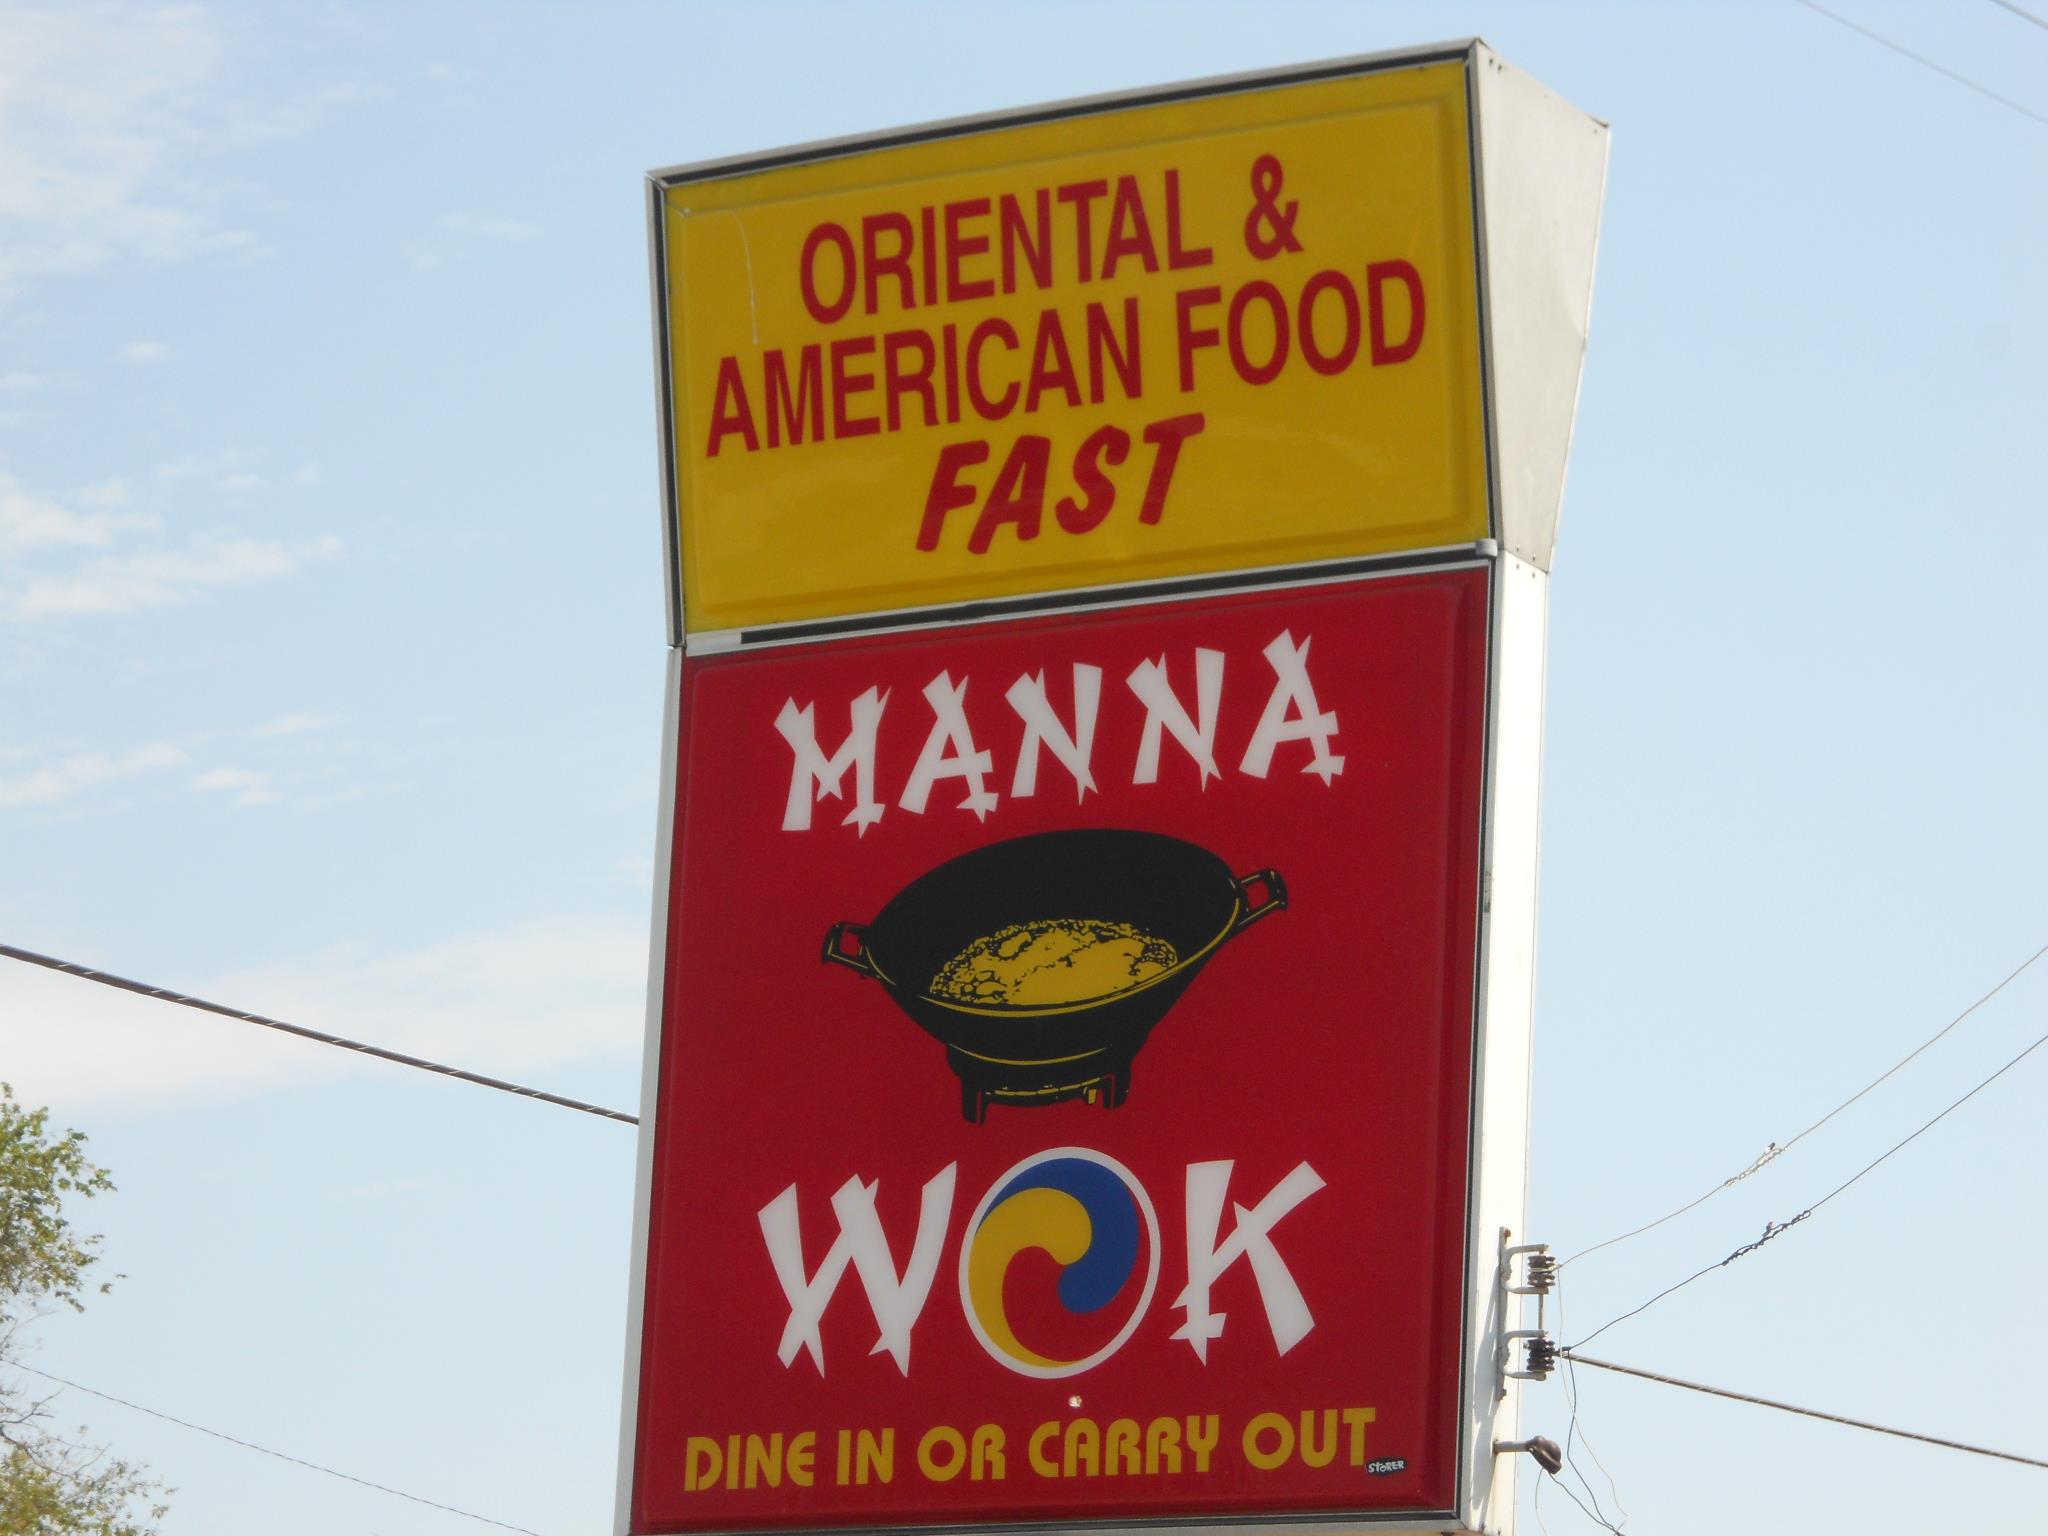 ORIENTAL &
AMERICAN FOOD
FAST
MANNA
WOK
DINE IN OR CARRY OUT
STORER